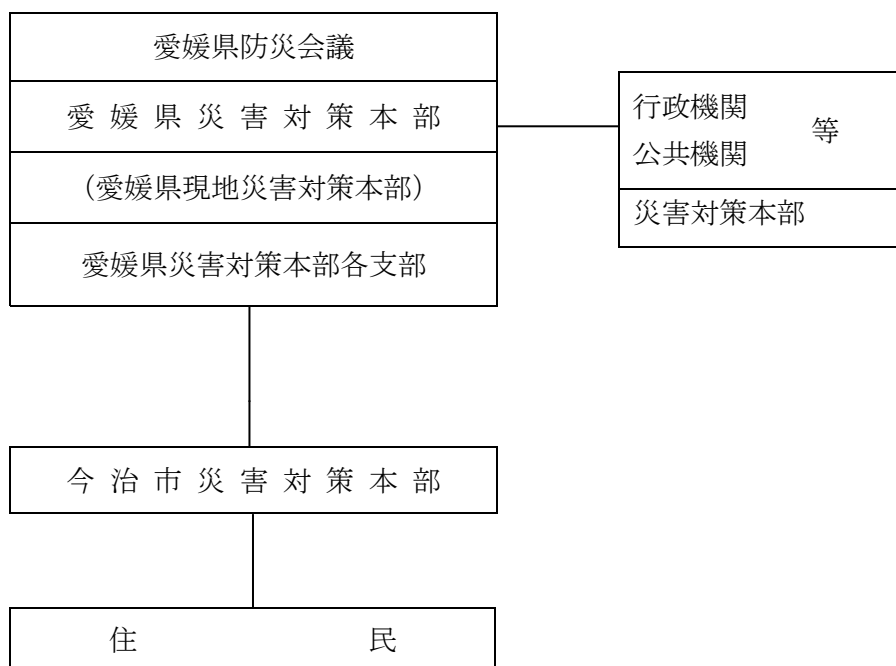 愛媛県防災会議
愛媛県災害対策本部
(愛媛県現地災害対策本部)
愛媛県災害対策本部各支部
行政機関
公共機関
等
災害対策本部
今治市災害対策本部
住民